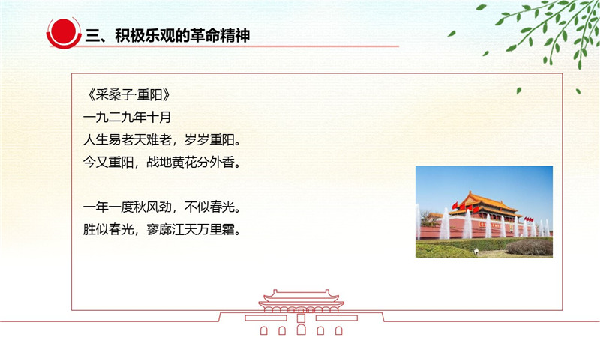 三、积极乐观的革命精神
《采桑子·重阳》
一九二九年十月
人生易老天难老，岁岁重阳。
今又重阳，战地黄花分外香。
一年一度秋风劲，不似春光。
胜似春光，寥廓江天万里霜。